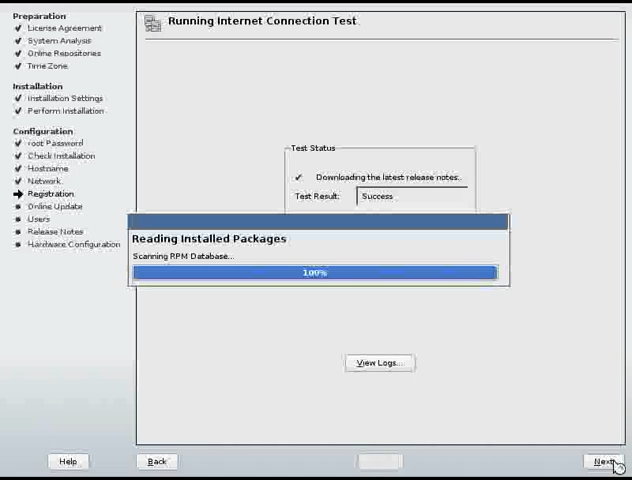 Preparation
License Agreement
System Analysis
Online Repositories
Time Zone
Installation
Installation Settings
Perform Installation
Configuration
root Password
Check Installation
Hostname
Network
Registration
Online Update
Users
Release Notes
Hardware Configuration
Running Internet Connection Test
Test Status
Downloading the latest release notes..
Test Result:
Success
Reading Installed Packages
Scanning RPM Database...
100%
View Logs...
Help
Back
Next